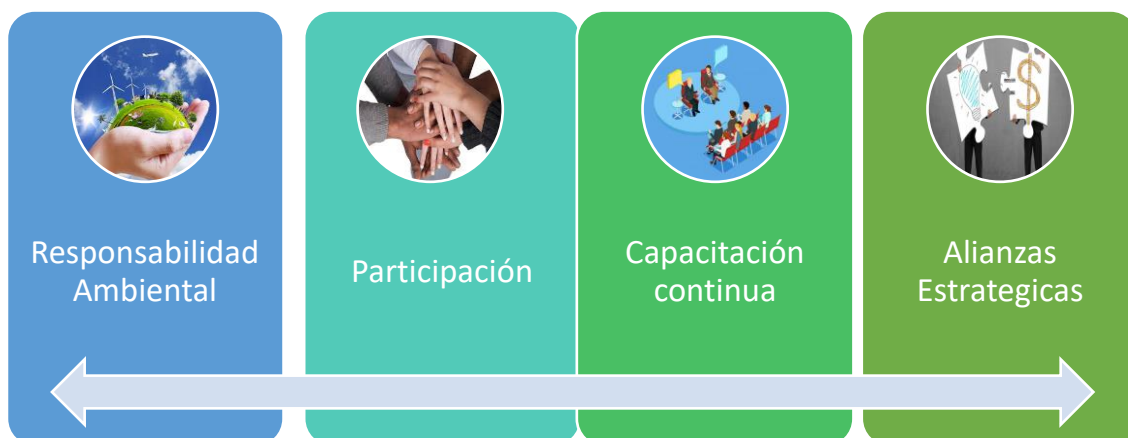 Responsabilidad
Ambiental
Participación
Capacitación
continua
Alianzas
Estrategicas